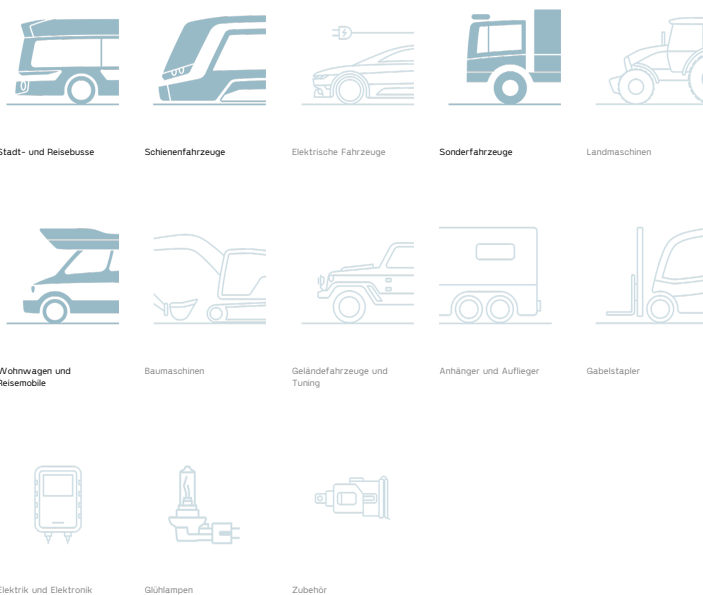 Stadt- und Reisebusse
Schienenfahrzeuge
Elektrische Fahrzeuge
Sonderfahrzeuge
Landmaschinen
Wohnwagen und
Reisemobile
Baumaschinen
Geländefahrzeuge und
Tuning
Anhänger und Auflieger
Gabelstapler
Elektrik und Elektronik
Glühlampen
Zubehör